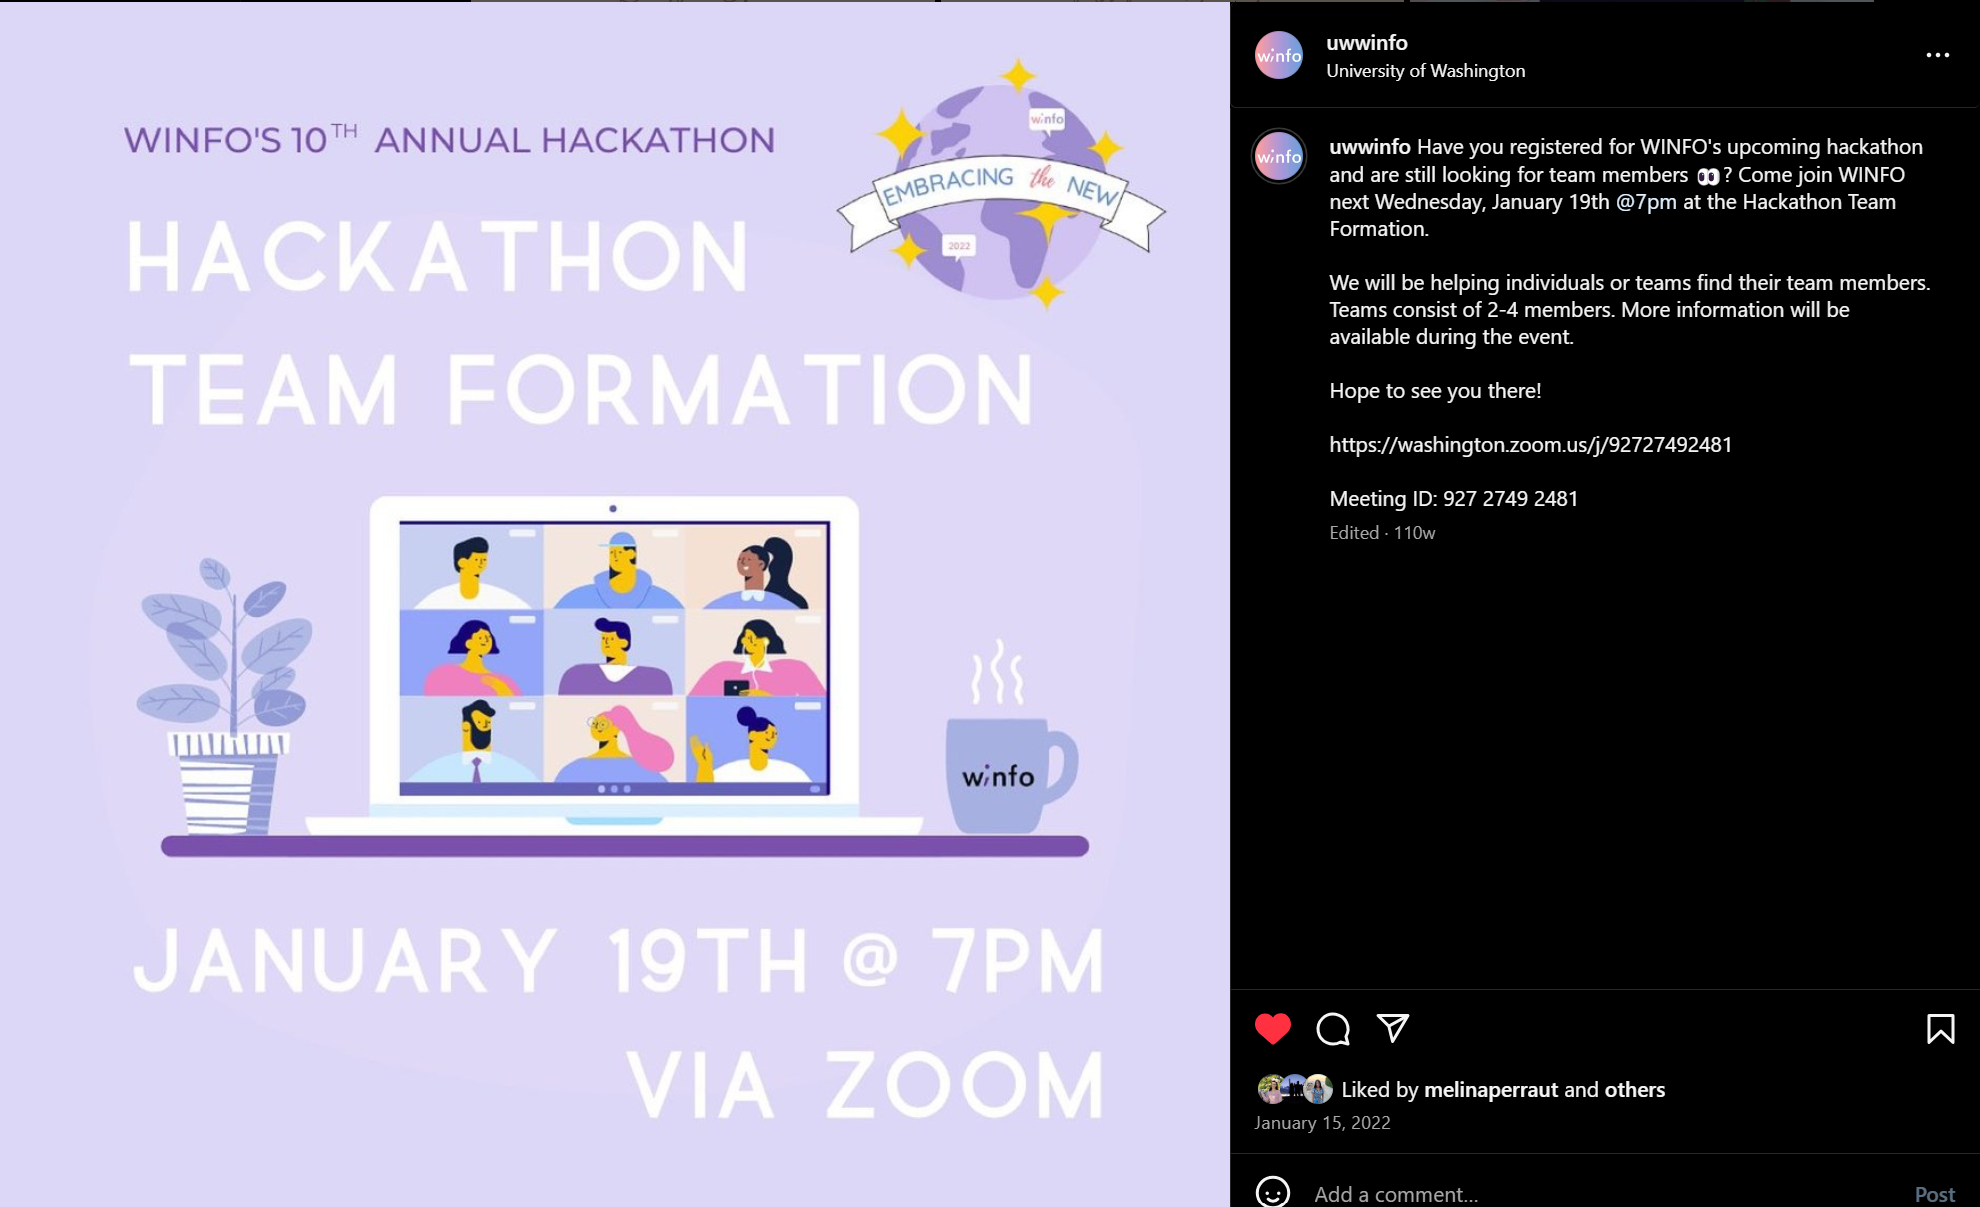 WINFO'S 10TH ANNUAL HACKATHON
winfo
EMBRACING the NEW
2022
HACKATHON
TEAM FORMATION
winfo
JANUARY 19TH @ 7PM
VIA ZOOM
winfo
uwwinfo
University of Washington
winfo
uwwinfo Have you registered for WINFO's upcoming hackathon
and are still looking for team members 👀? Come join WINFO
next Wednesday, January 19th @7pm at the Hackathon Team
Formation.
We will be helping individuals or teams find their team members.
Teams consist of 2-4 members. More information will be
available during the event.
Hope to see you there!
https://washington.zoom.us/j/92727492481
Meeting ID: 927 2749 2481
Edited · 110w
Liked by melinaperraut and others
January 15, 2022
Add a comment...
Post